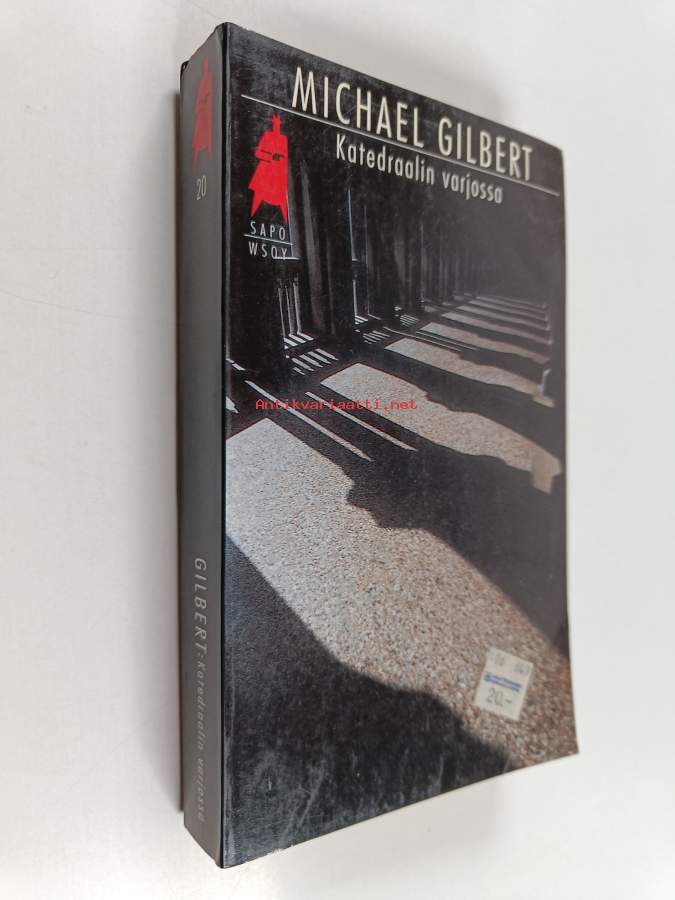 MICHAEL GILBERT
Katedraalin varjossa
SAPO
WSOY
20
GILBERT: Katedraalin varjossa
Antikvariaatti.net
20.-